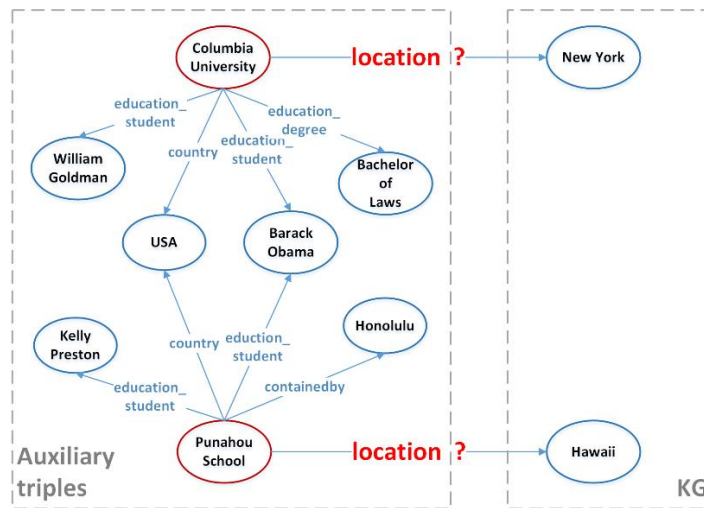 Columbia
University
location ?
New York
education_
student
education_
degree
education_
student
country
William
Goldman
Bachelor
of
Laws
USA
Barack
Obama
Kelly
Preston
Honolulu
country
eduction_
student
containedby
education_
student
Punahou
School
location ?
Hawaii
Auxiliary
triples
KG